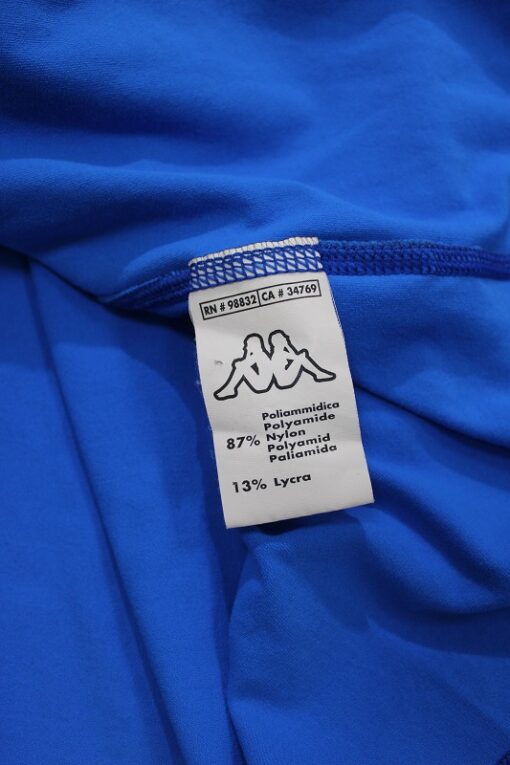 RN # 98832 CA # 34769
Poliammidica
Polyamide
87% Nylon
Polyamid
Paliamida
13% Lycra